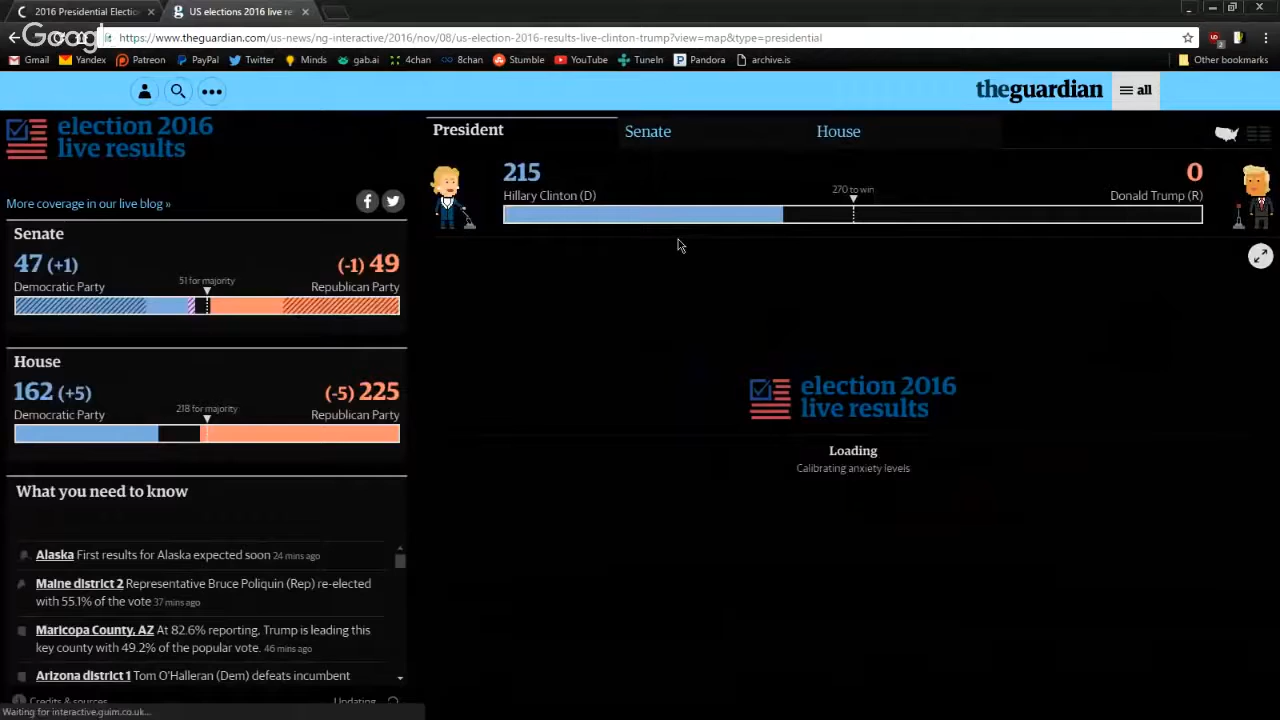 2016 Presidential Electio
US elections 2016 live re
Google
https://www.theguardian.com/us-news/ng-interactive/2016/nov/08/us-election-2016-results-live-clinton-trump?view=map&type=presidential
Gmail Yandex Patreon PayPal Twitter Minds gab.ai 4chan 8chan Stumble YouTube TuneIn Pandora archive.is Other bookmarks
theguardian all
election 2016
live results
President Senate House
215 0
Hillary Clinton (D) 270 to win Donald Trump (R)
More coverage in our live blog »
Senate
47 (+1) (-1) 49
51 for majority
Democratic Party Republican Party
House
162 (+5) (-5) 225
218 for majority
Democratic Party Republican Party
election 2016
live results
Loading
Calibrating anxiety levels
What you need to know
Alaska First results for Alaska expected soon 24 mins ago
Maine district 2 Representative Bruce Poliquin (Rep) re-elected
with 55.1% of the vote 37 mins ago
Maricopa County, AZ At 82.6% reporting, Trump is leading this
key county with 49.2% of the popular vote. 46 mins ago
Arizona district 1 Tom O'Halleran (Dem) defeats incumbent
Credits & sources Updating
Waiting for interactive.guim.co.uk...